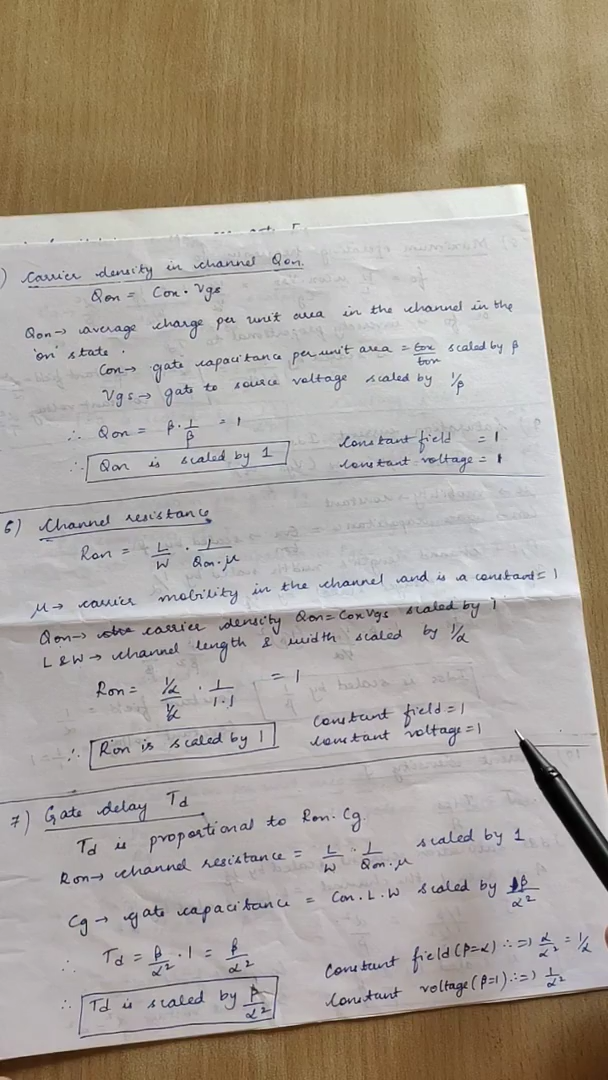 ) Carrier density in channel Qon.
Qon = Cox . Vgs
Qon → average charge per unit area in the channel in the
'on' state.
Con → gate capacitance per unit area = Eox/tox scaled by β
Vgs → gate to source voltage scaled by 1/β
∴ Qon = β . 1/β = 1
∴ Qon is scaled by 1
Constant field = 1
Constant voltage = 1
6) Channel resistance
Ron = L/W . 1/Qon.μ
μ → carrier mobility in the channel and is a constant = 1
Qon → carrier density Qon = CoxVgs scaled by 1
L & W → channel length & width scaled by 1/α
Ron = 1/α / 1/α . 1/1.1 = 1
∴ Ron is scaled by 1
Constant field = 1
Constant voltage = 1
7) Gate delay Td
Td is proportional to Ron. Cg.
Ron → channel resistance = L/W . 1/Qon.μ scaled by 1
Cg → gate capacitance = Con. L. W scaled by β/α²
∴ Td = β/α² . 1 = β/α²
∴ Td is scaled by β/α²
Constant field (β=α) ∴ => α/α² = 1/α
Constant voltage (β=1) ∴ => 1/α²